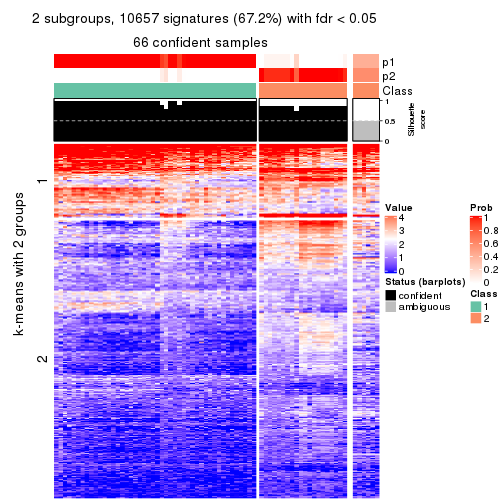 2 subgroups, 10657 signatures (67.2%) with fdr < 0.05
66 confident samples
p1
p2
Class
1
0.5
0
Silhouette
score
k-means with 2 groups
1
2
Value
4
3
2
1
0
Prob
1
0.8
0.6
0.4
0.2
0
Status (barplots)
confident
ambiguous
Class
1
2